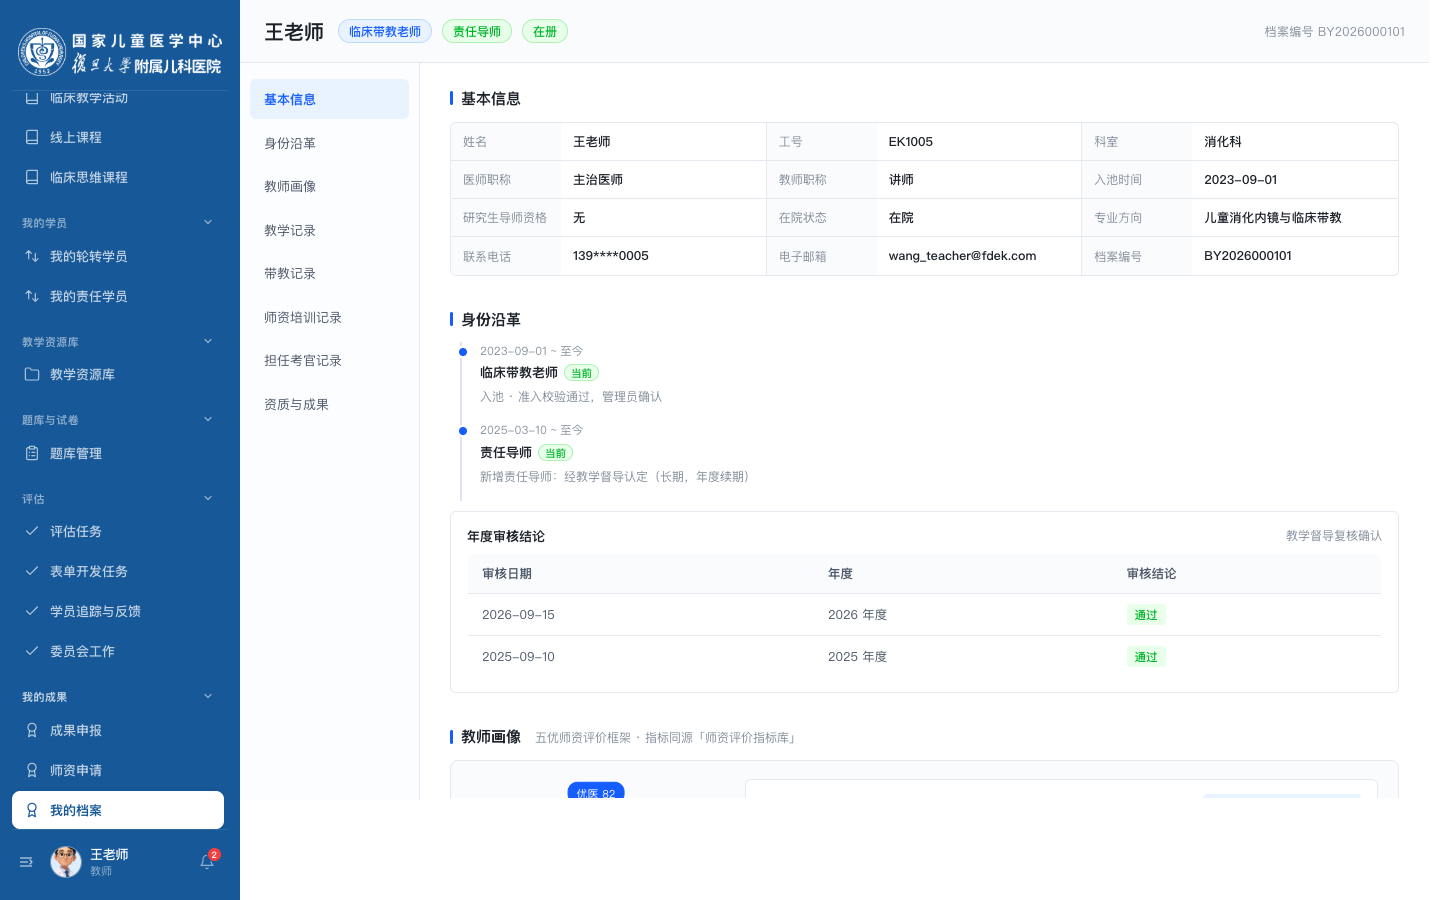 国家儿童医学中心
复旦大学附属儿科医院
1952
临床教学活动
线上课程
临床思维课程
我的学员
我的轮转学员
我的责任学员
教学资源库
教学资源库
题库与试卷
题库管理
评估
评估任务
表单开发任务
学员追踪与反馈
委员会工作
我的成果
成果申报
师资申请
我的档案
王老师
教师
2
王老师 临床带教老师 责任导师 在册 档案编号 BY2026000101
基本信息
身份沿革
教师画像
教学记录
带教记录
师资培训记录
担任考官记录
资质与成果
基本信息
姓名 王老师 工号 EK1005 科室 消化科
医师职称 主治医师 教师职称 讲师 入池时间 2023-09-01
研究生导师资格 无 在院状态 在院 专业方向 儿童消化内镜与临床带教
联系电话 139****0005 电子邮箱 wang_teacher@fdek.com 档案编号 BY2026000101
身份沿革
2023-09-01 ~ 至今
临床带教老师 当前
入池 · 准入校验通过，管理员确认
2025-03-10 ~ 至今
责任导师 当前
新增责任导师：经教学督导认定（长期，年度续期）
年度审核结论 教学督导复核确认
审核日期 年度 审核结论
2026-09-15 2026 年度 通过
2025-09-10 2025 年度 通过
教师画像 五优师资评价框架 · 指标同源「师资评价指标库」
优医 82